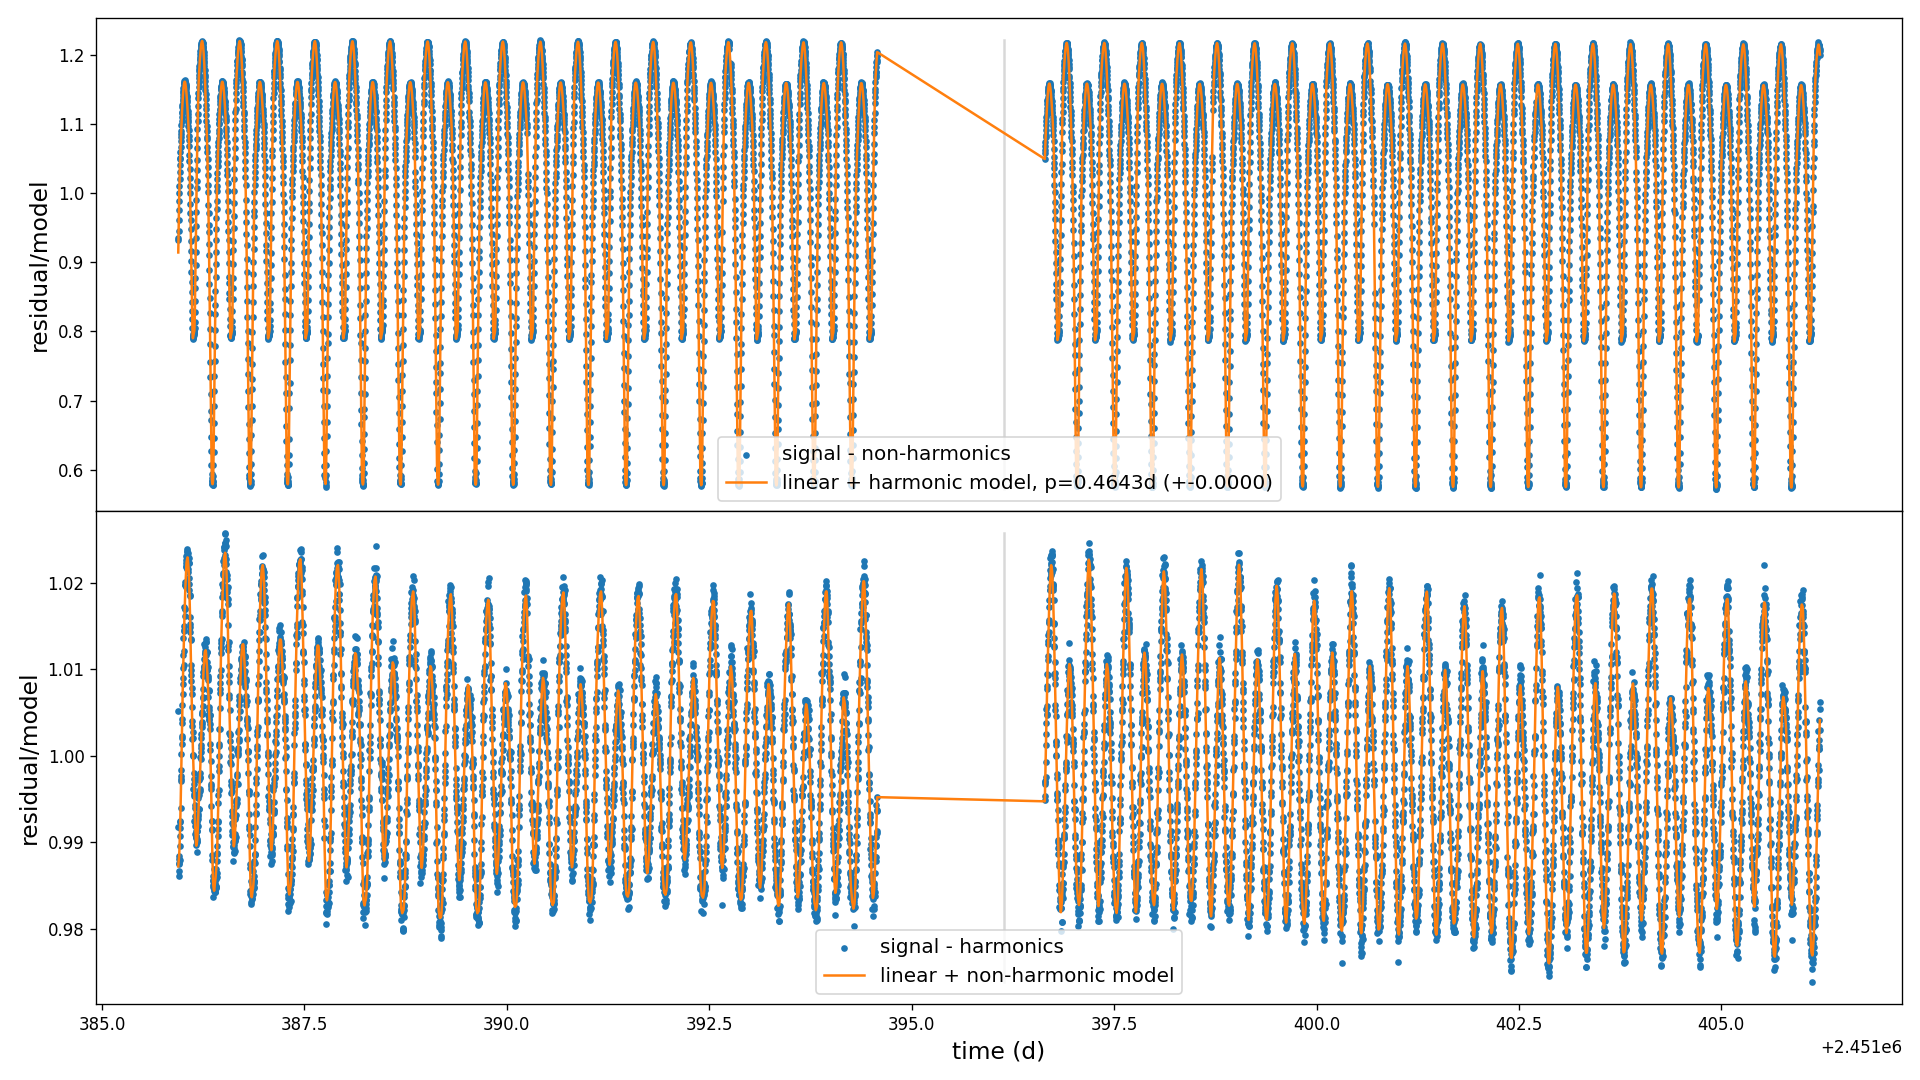 1.2
1.1
1.0
0.9
0.8
0.7
0.6
residual/model
signal - non-harmonics
linear + harmonic model, p=0.4643d (+-0.0000)
1.02
1.01
1.00
0.99
0.98
residual/model
signal - harmonics
linear + non-harmonic model
385.0 387.5 390.0 392.5 395.0 397.5 400.0 402.5 405.0
time (d)
+2.451e6